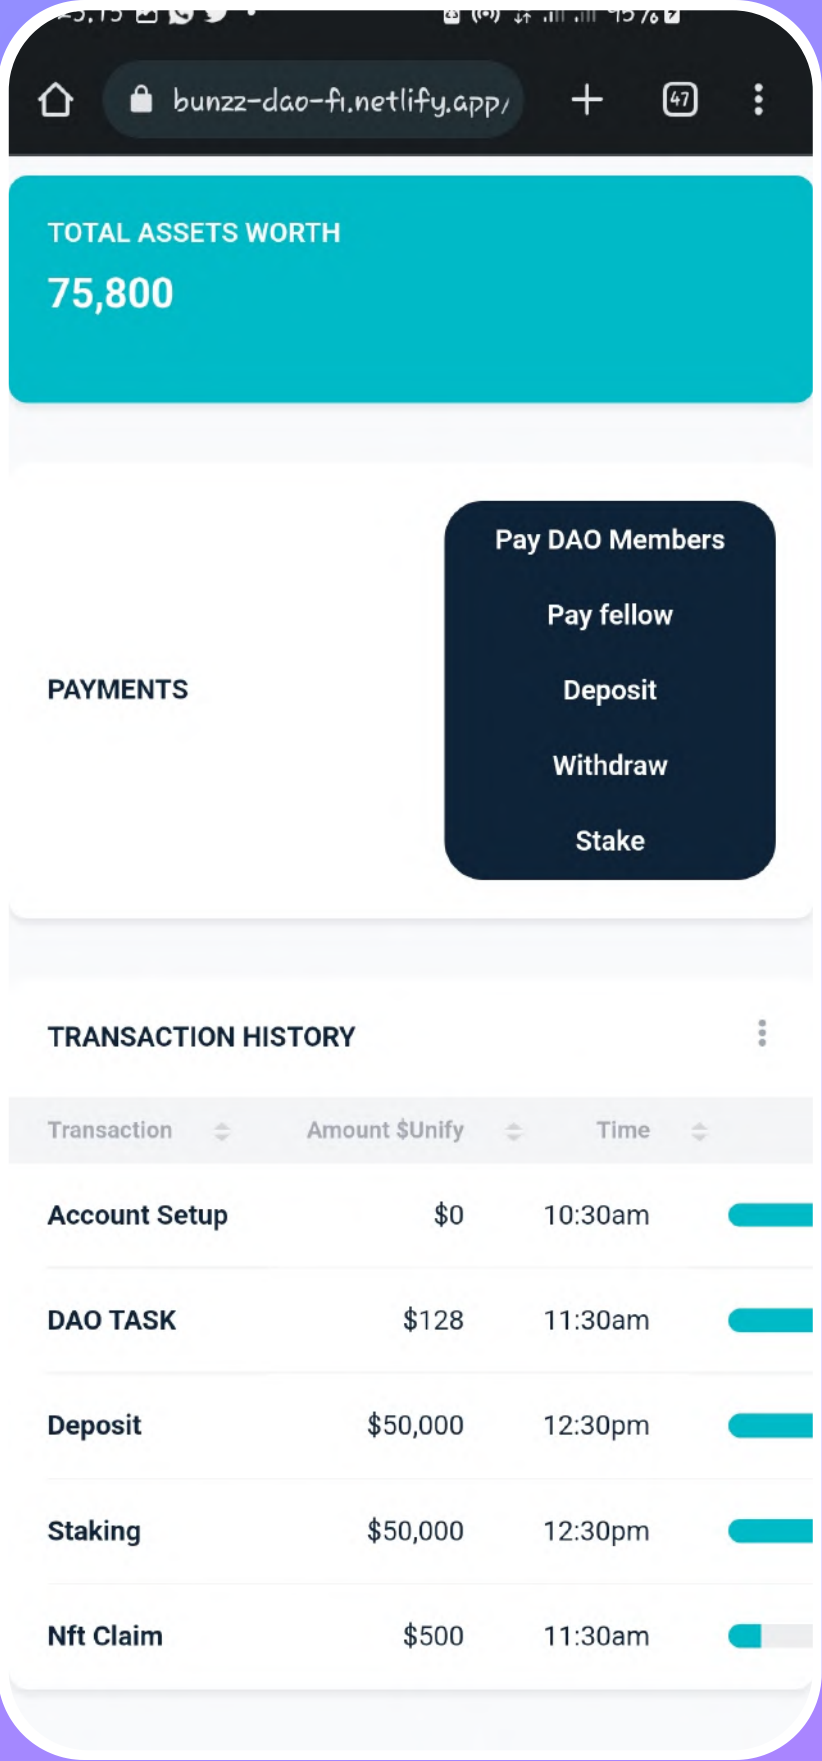 bunzz-dao-fi.netlify.app/
47
TOTAL ASSETS WORTH
75,800
Pay DAO Members
Pay fellow
PAYMENTS
Deposit
Withdraw
Stake
TRANSACTION HISTORY
Transaction Amount $Unify Time
Account Setup $0 10:30am
DAO TASK $128 11:30am
Deposit $50,000 12:30pm
Staking $50,000 12:30pm
Nft Claim $500 11:30am